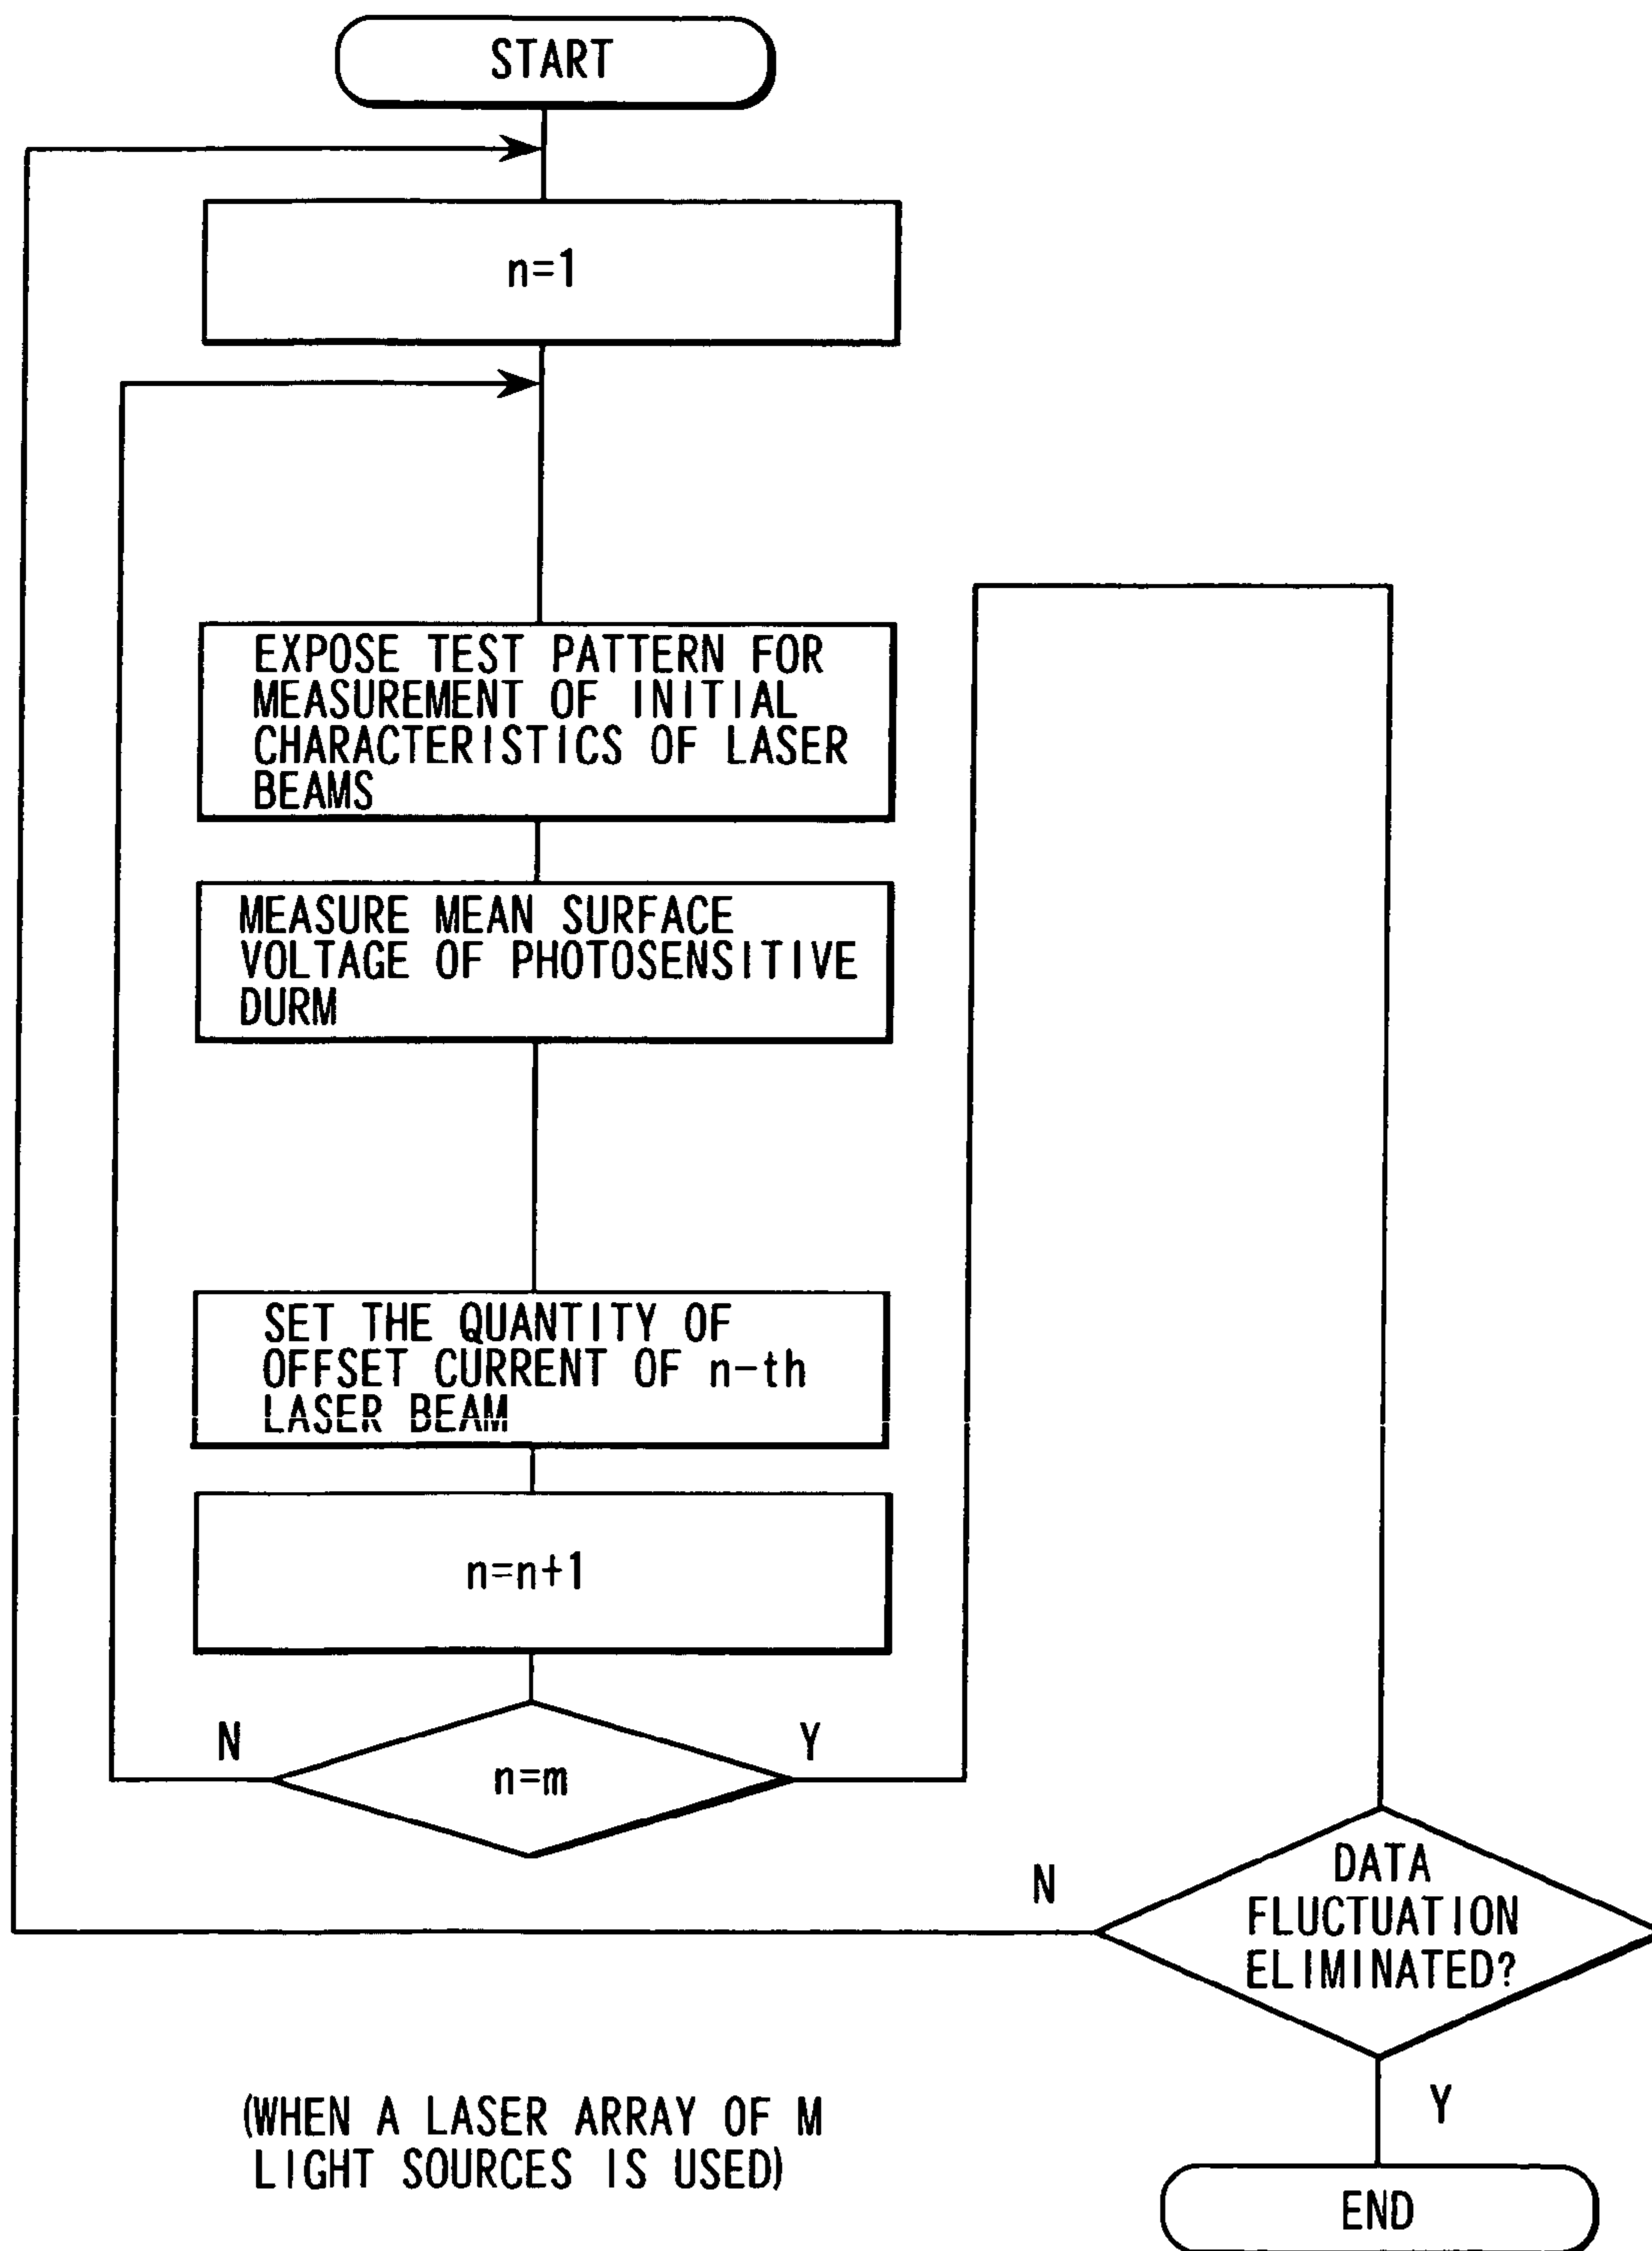 START
n=1
EXPOSE TEST PATTERN FOR
MEASUREMENT OF INITIAL
CHARACTERISTICS OF LASER
BEAMS
MEASURE MEAN SURFACE
VOLTAGE OF PHOTOSENSITIVE
DURM
SET THE QUANTITY OF
OFFSET CURRENT OF n-th
LASER BEAM
n=n+1
N
Y
n=m
N
DATA
FLUCTUATION
ELIMINATED?
Y
(WHEN A LASER ARRAY OF M
LIGHT SOURCES IS USED)
END